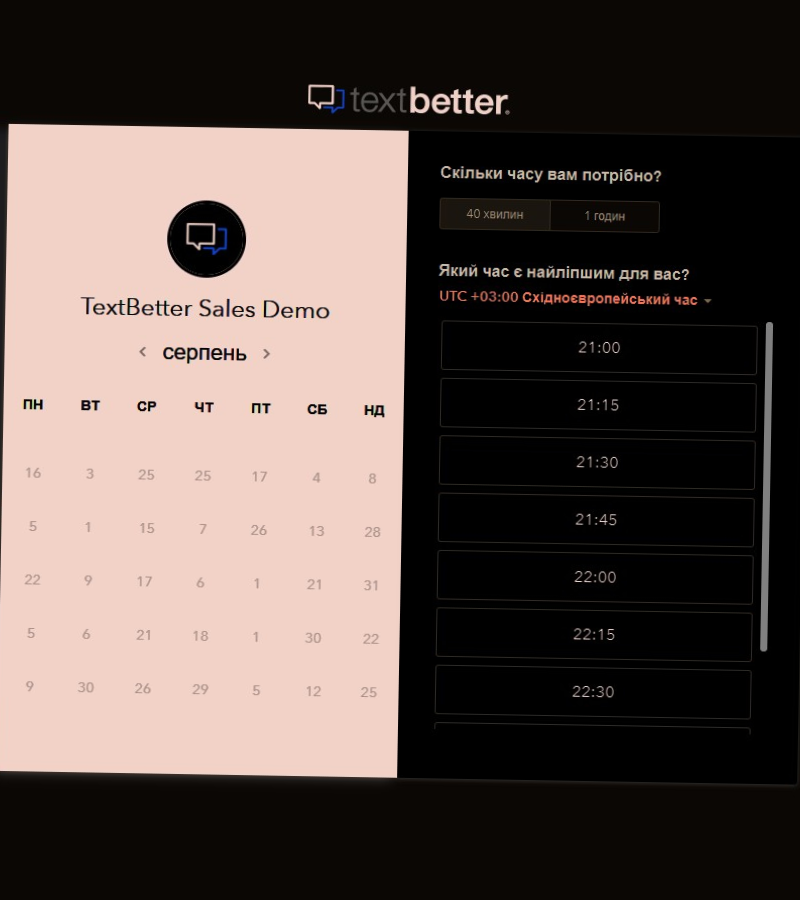 textbetter.
TextBetter Sales Demo
серпень
ПН ВТ СР ЧТ ПТ СБ НД
16 3 25 25 17 4 8
5 1 15 7 26 13 28
22 9 17 6 1 21 31
5 6 21 18 1 30 22
9 30 26 29 5 12 25
Скільки часу вам потрібно?
40 хвилин 1 годин
Який час є найліпшим для вас?
UTC +03:00 Східноєвропейський час
21:00
21:15
21:30
21:45
22:00
22:15
22:30